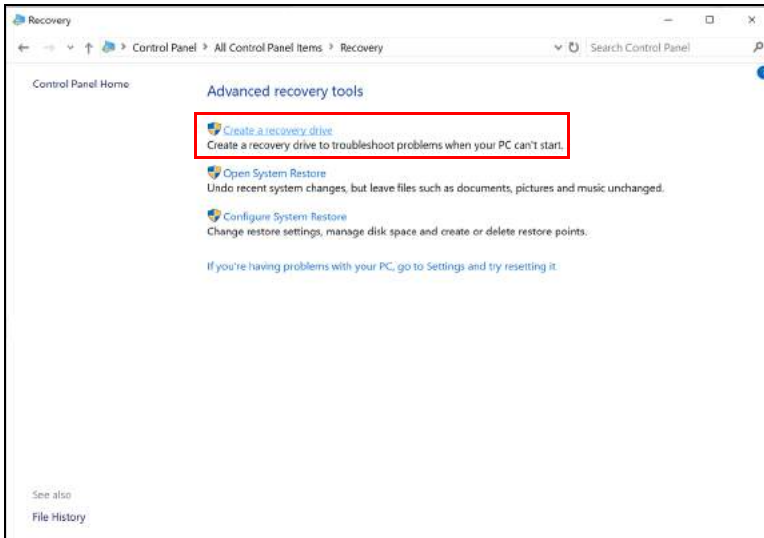 Recovery
Control Panel > All Control Panel Items > Recovery
Search Control Panel
Control Panel Home
Advanced recovery tools
Create a recovery drive
Create a recovery drive to troubleshoot problems when your PC can't start.
Open System Restore
Undo recent system changes, but leave files such as documents, pictures and music unchanged.
Configure System Restore
Change restore settings, manage disk space and create or delete restore points.
If you're having problems with your PC, go to Settings and try resetting it
See also
File History